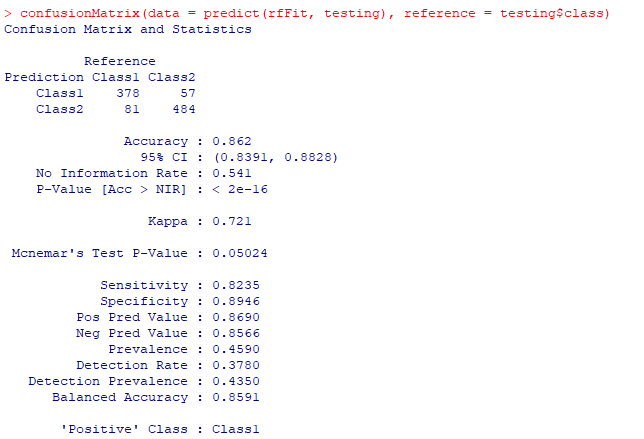 > confusionMatrix(data = predict(rfFit, testing), reference = testing$class)
Confusion Matrix and Statistics
Reference
Prediction Class1 Class2
Class1 378 57
Class2 81 484
Accuracy : 0.862
95% CI : (0.8391, 0.8828)
No Information Rate : 0.541
P-Value [Acc > NIR] : < 2e-16
Kappa : 0.721
Mcnemar's Test P-Value : 0.05024
Sensitivity : 0.8235
Specificity : 0.8946
Pos Pred Value : 0.8690
Neg Pred Value : 0.8566
Prevalence : 0.4590
Detection Rate : 0.3780
Detection Prevalence : 0.4350
Balanced Accuracy : 0.8591
'Positive' Class : Class1